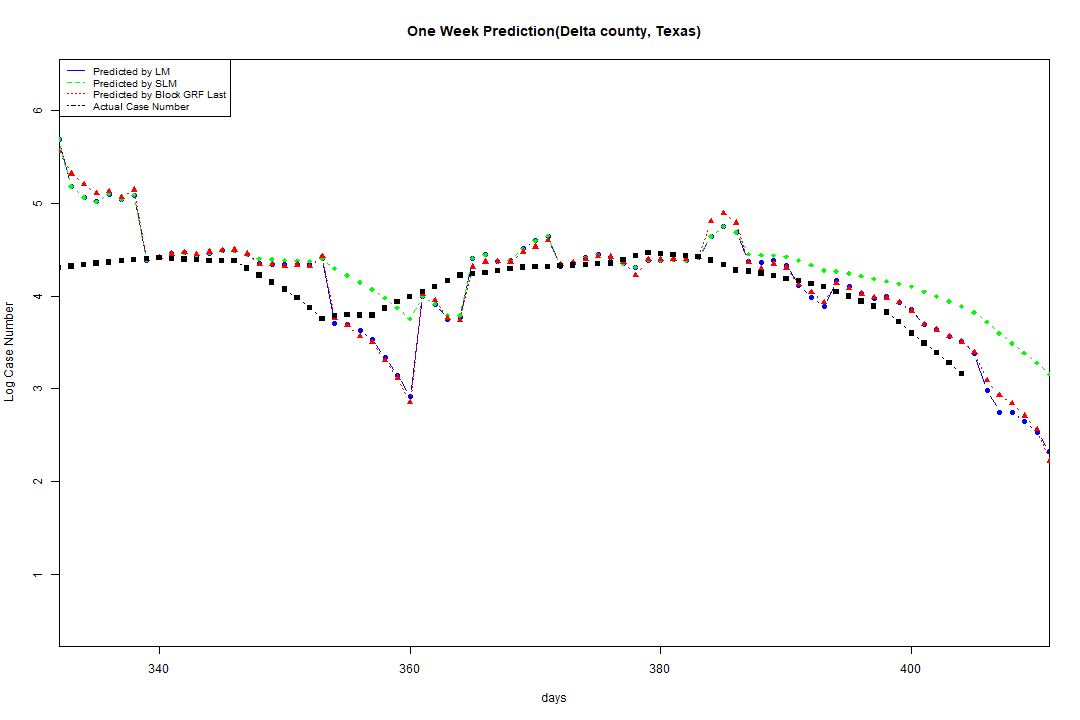 One Week Prediction(Delta county, Texas)
Predicted by LM
Predicted by SLM
Predicted by Block GRF Last
Actual Case Number
6
5
4
3
2
1
Log Case Number
340
360
380
400
days